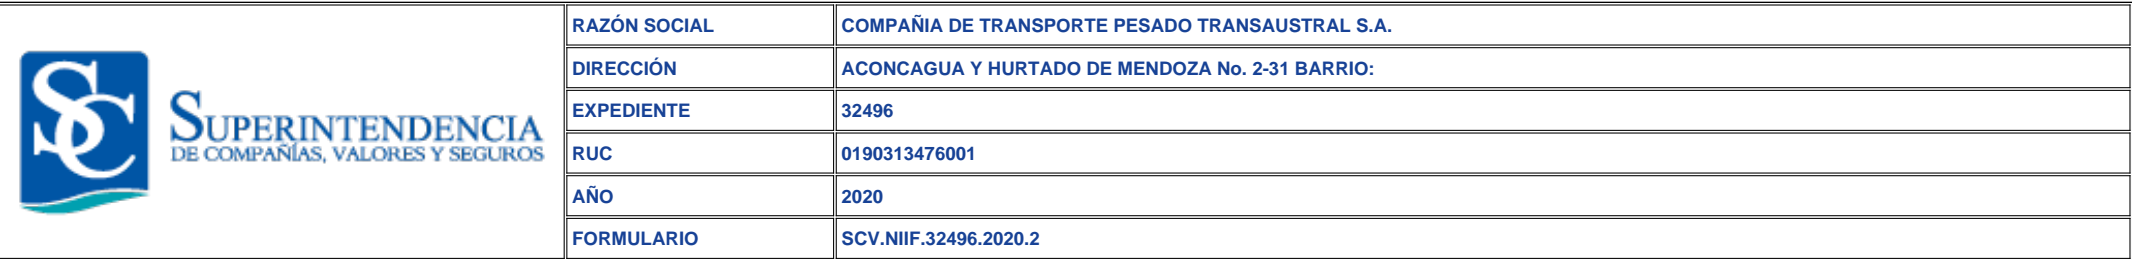 SC
SUPERINTENDENCIA
DE COMPAÑÍAS, VALORES Y SEGUROS
RAZÓN SOCIAL COMPAÑIA DE TRANSPORTE PESADO TRANSAUSTRAL S.A.
DIRECCIÓN ACONCAGUA Y HURTADO DE MENDOZA No. 2-31 BARRIO:
EXPEDIENTE 32496
RUC 0190313476001
AÑO 2020
FORMULARIO SCV.NIIF.32496.2020.2